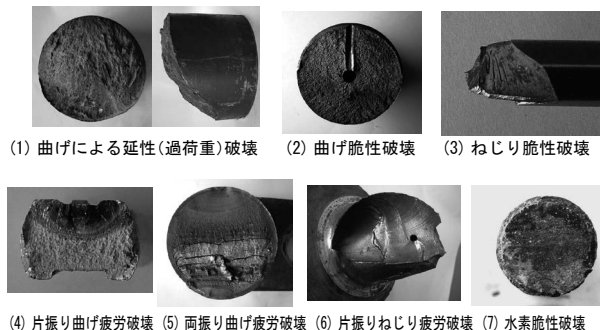 (1) 曲げによる延性(過荷重)破壊
(2) 曲げ脆性破壊
(3) ねじり脆性破壊
(4) 片振り曲げ疲労破壊
(5) 両振り曲げ疲労破壊
(6) 片振りねじり疲労破壊
(7) 水素脆性破壊